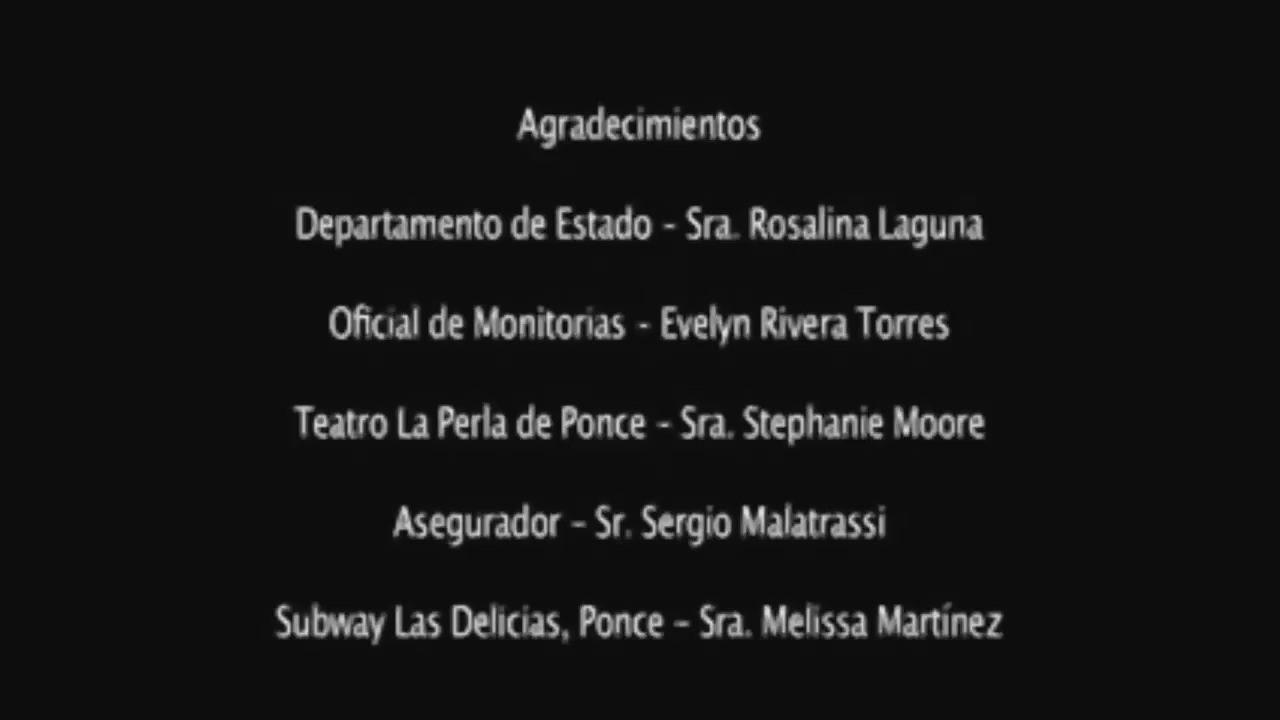 Agradecimientos
Departamento de Estado - Sra. Rosalina Laguna
Oficial de Monitorias - Evelyn Rivera Torres
Teatro La Perla de Ponce - Sra. Stephanie Moore
Asegurador - Sr. Sergio Malatrassi
Subway Las Delicias, Ponce - Sra. Melissa Martínez